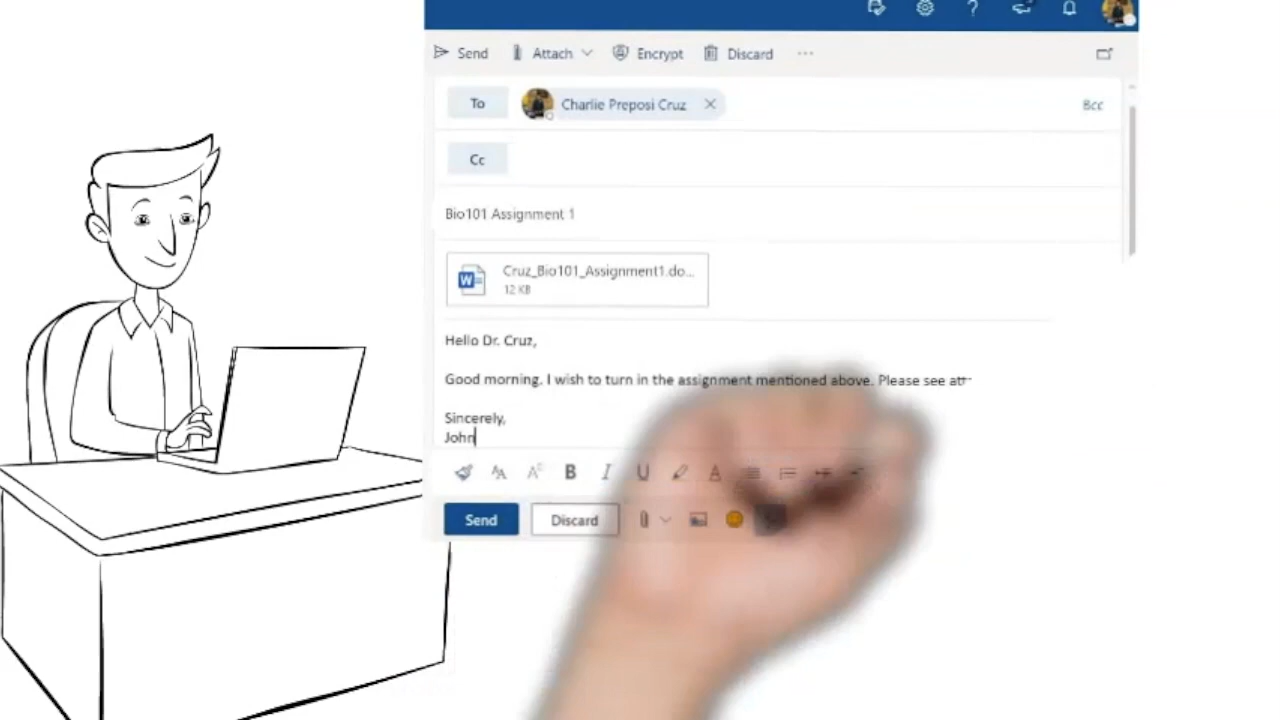 Send Attach Encrypt Discard ...
To Charlie Preposi Cruz Bcc
Cc
Bio101 Assignment 1
Cruz_Bio101_Assignment1.do...
12 KB
Hello Dr. Cruz,
Good morning. I wish to turn in the assignment mentioned above. Please see
Sincerely,
John
B I U A
Send Discard